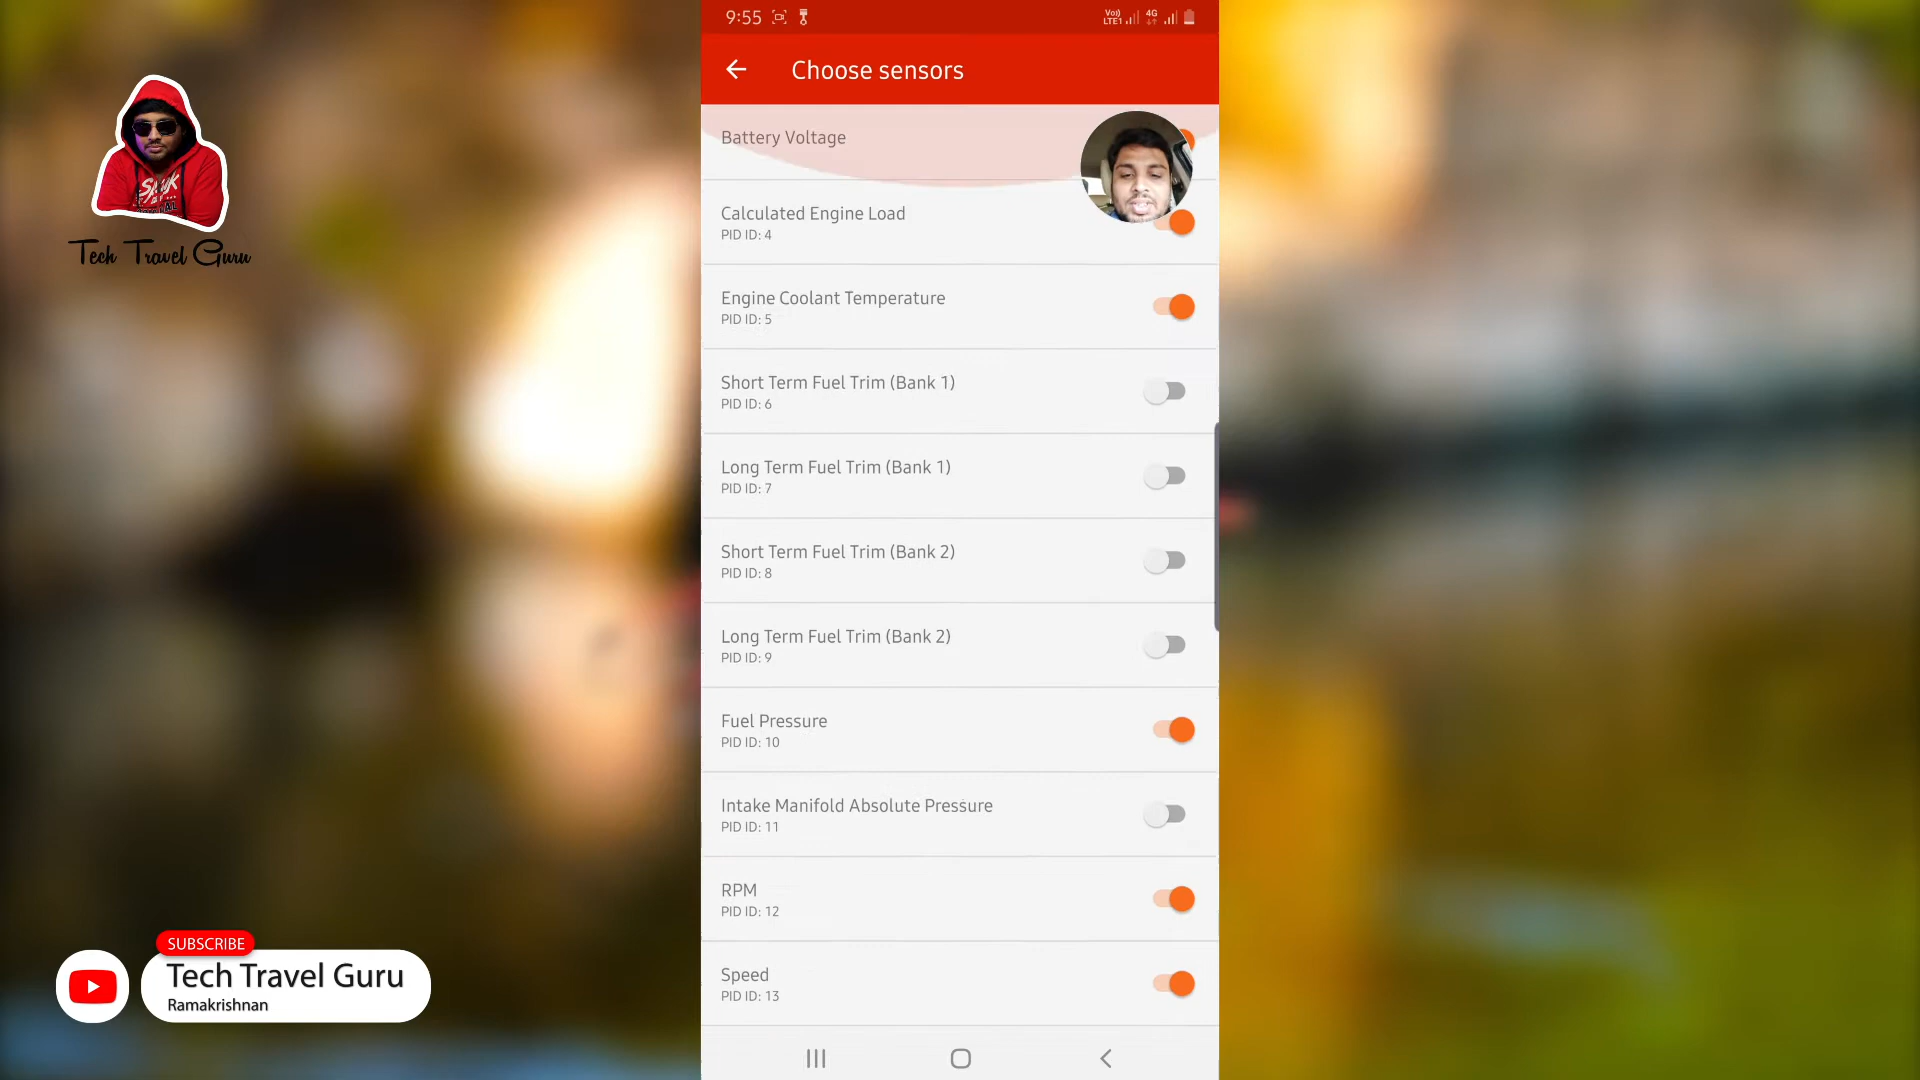 9:55
Vo))
LTE1
4G
Choose sensors
Battery Voltage
Calculated Engine Load
PID ID: 4
Engine Coolant Temperature
PID ID: 5
Short Term Fuel Trim (Bank 1)
PID ID: 6
Long Term Fuel Trim (Bank 1)
PID ID: 7
Short Term Fuel Trim (Bank 2)
PID ID: 8
Long Term Fuel Trim (Bank 2)
PID ID: 9
Fuel Pressure
PID ID: 10
Intake Manifold Absolute Pressure
PID ID: 11
RPM
PID ID: 12
Speed
PID ID: 13
Tech Travel Guru
SUBSCRIBE
Tech Travel Guru
Ramakrishnan